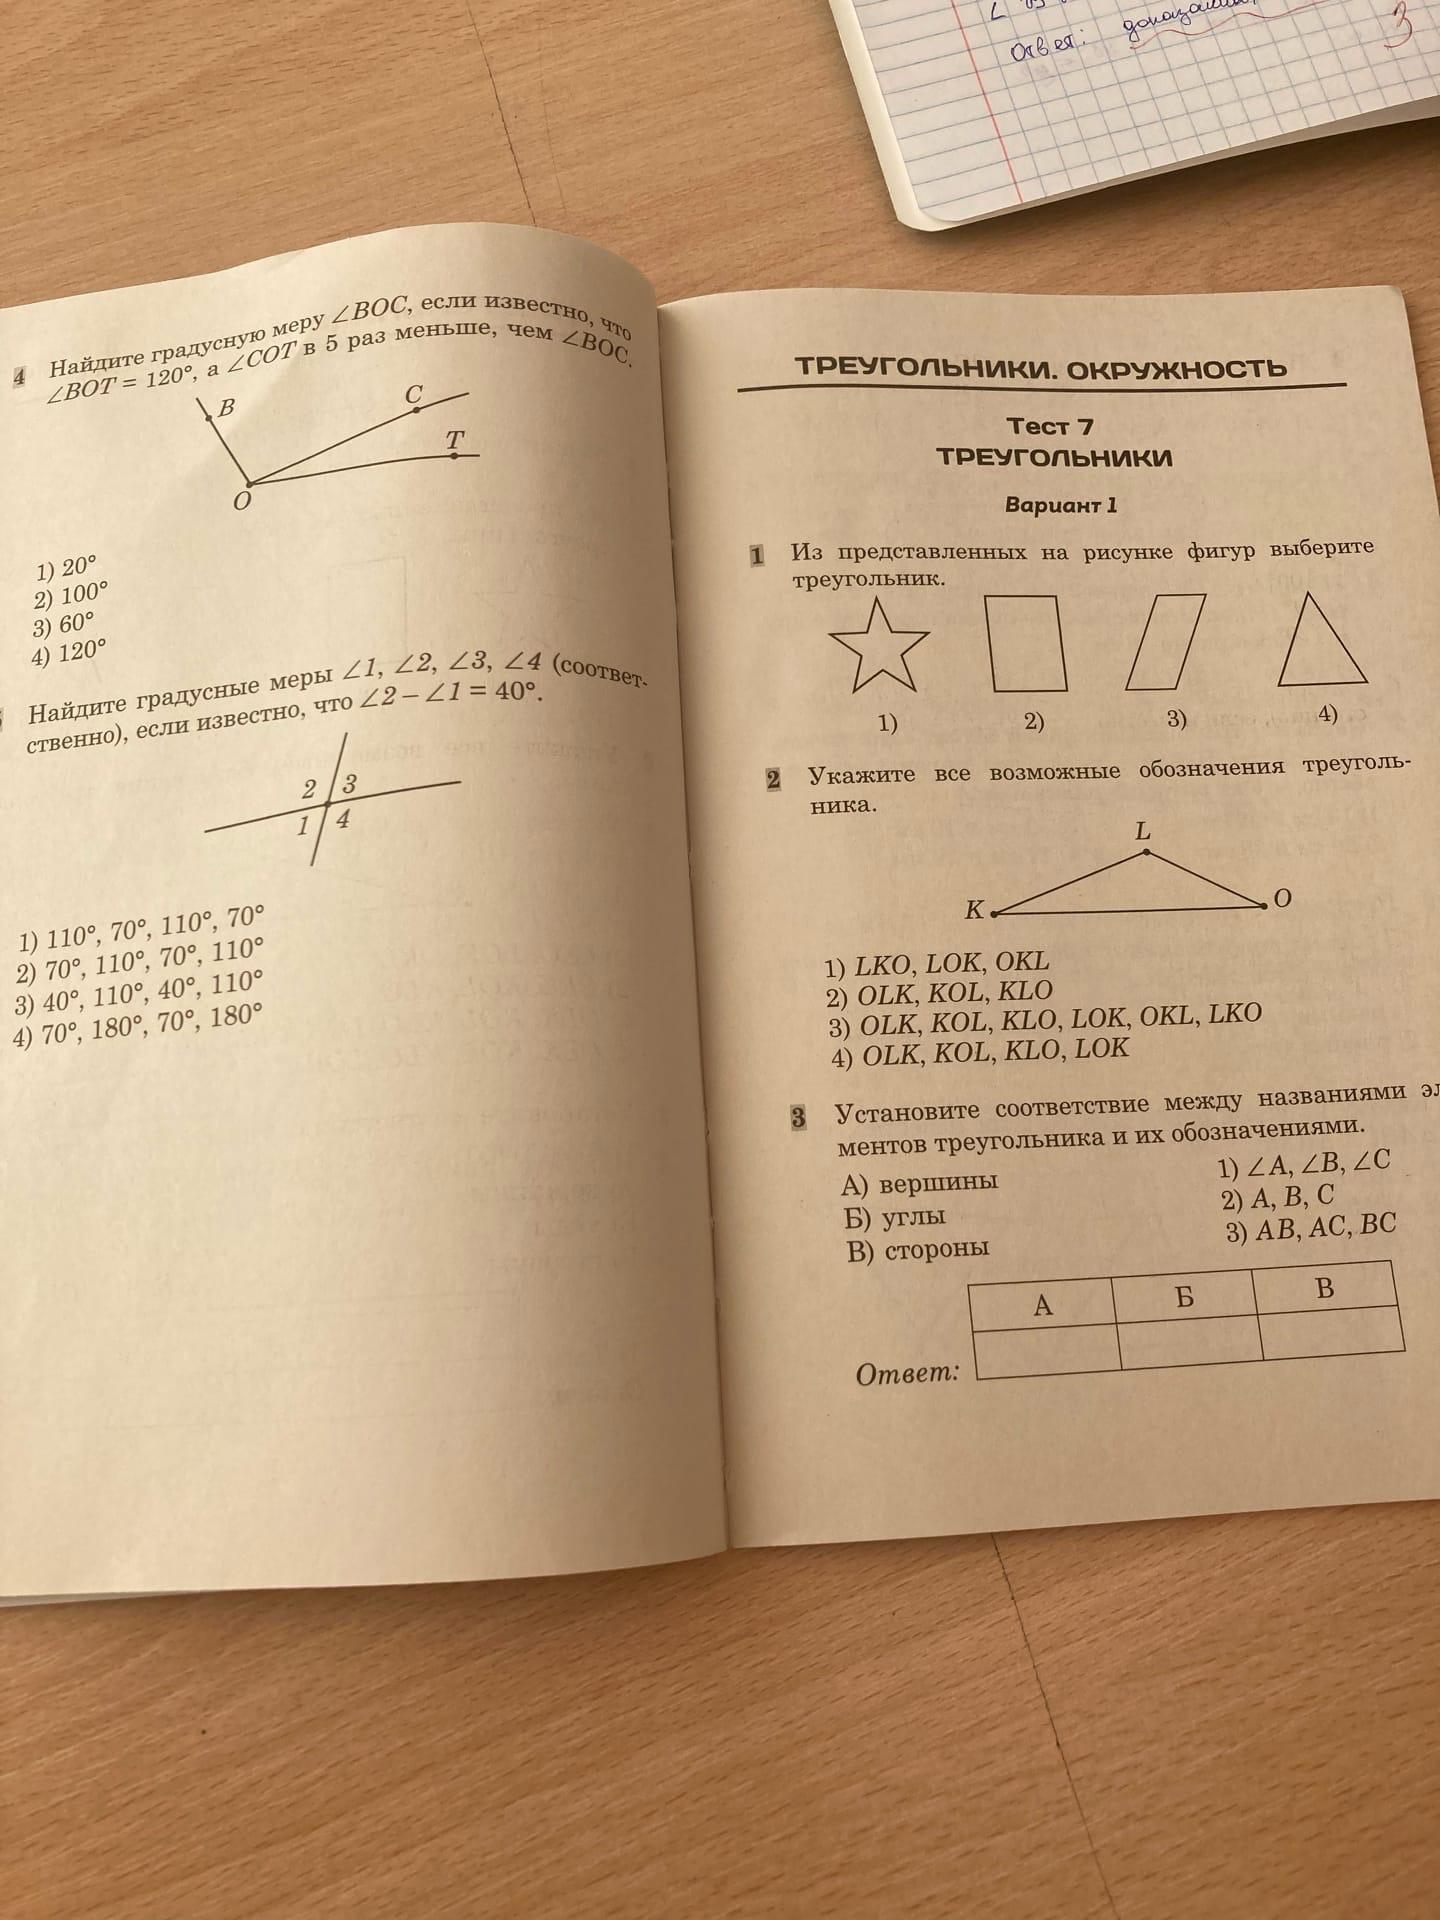 ∠
Ответ: доказано
3
4 Найдите градусную меру ∠BOC, если известно, что
∠BOT = 120°, а ∠COT в 5 раз меньше, чем ∠BOC.
B
C
T
O
1) 20°
2) 100°
3) 60°
4) 120°
Найдите градусные меры ∠1, ∠2, ∠3, ∠4 (соответ-
ственно), если известно, что ∠2 – ∠1 = 40°.
2 3
1 4
1) 110°, 70°, 110°, 70°
2) 70°, 110°, 70°, 110°
3) 40°, 110°, 40°, 110°
4) 70°, 180°, 70°, 180°
ТРЕУГОЛЬНИКИ. ОКРУЖНОСТЬ
Тест 7
ТРЕУГОЛЬНИКИ
Вариант 1
1 Из представленных на рисунке фигур выберите
треугольник.
1) 2) 3) 4)
2 Укажите все возможные обозначения треуголь-
ника.
L
K
O
1) LKO, LOK, OKL
2) OLK, KOL, KLO
3) OLK, KOL, KLO, LOK, OKL, LKO
4) OLK, KOL, KLO, LOK
3 Установите соответствие между названиями эл
ментов треугольника и их обозначениями.
А) вершины 1) ∠A, ∠B, ∠C
Б) углы 2) A, B, C
В) стороны 3) AB, AC, BC
А Б В
Ответ: